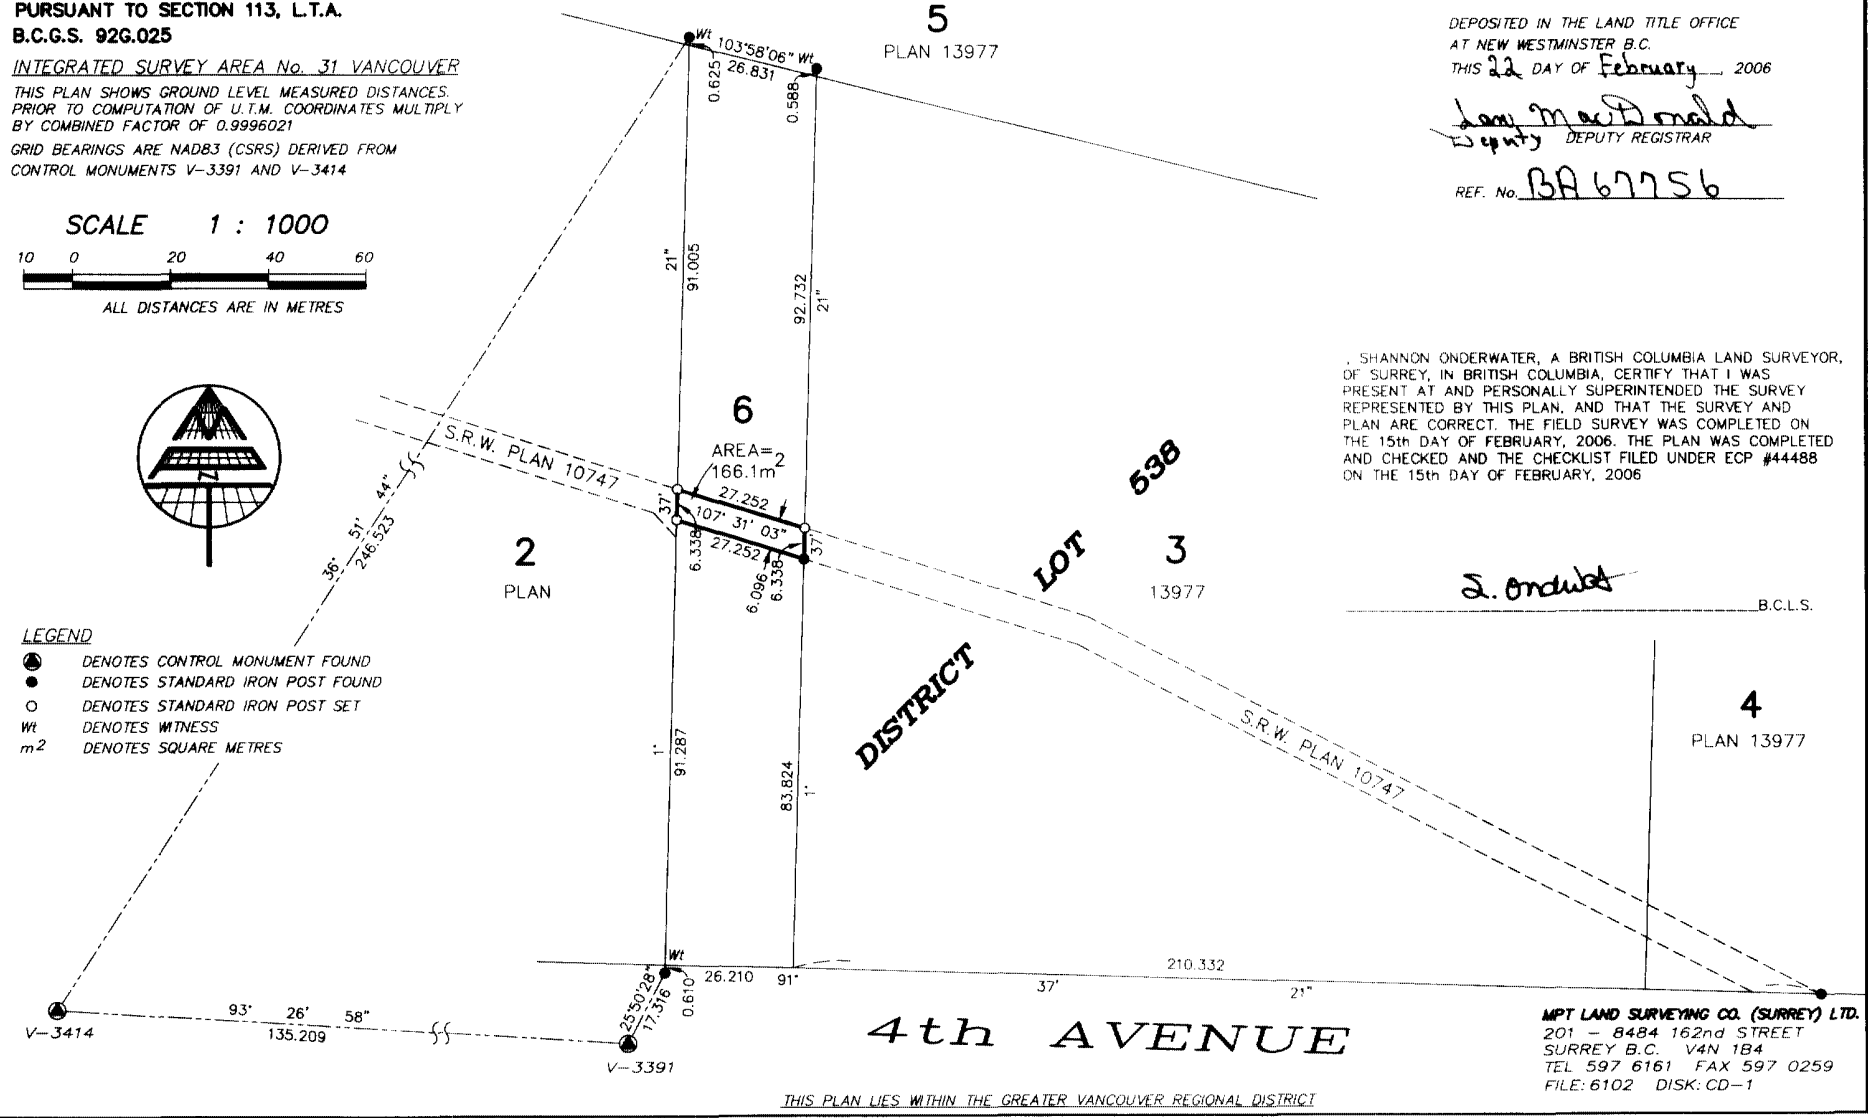 PURSUANT TO SECTION 113, L.T.A.
B.C.G.S. 92G.025
INTEGRATED SURVEY AREA No. 31 VANCOUVER
THIS PLAN SHOWS GROUND LEVEL MEASURED DISTANCES.
PRIOR TO COMPUTATION OF U.T.M. COORDINATES MULTIPLY
BY COMBINED FACTOR OF 0.9996021
GRID BEARINGS ARE NAD83 (CSRS) DERIVED FROM
CONTROL MONUMENTS V-3391 AND V-3414
SCALE 1 : 1000
10 0 20 40 60
ALL DISTANCES ARE IN METRES
5
PLAN 13977
Wt 103°58'06" Wt
26.831
0.625
0.588
DEPOSITED IN THE LAND TITLE OFFICE
AT NEW WESTMINSTER B.C.
THIS 22 DAY OF February 2006
MacDonald
Deputy DEPUTY REGISTRAR
REF. No. BA67756
21"
91.005
92.732
21"
, SHANNON ONDERWATER, A BRITISH COLUMBIA LAND SURVEYOR,
OF SURREY, IN BRITISH COLUMBIA, CERTIFY THAT I WAS
PRESENT AT AND PERSONALLY SUPERINTENDED THE SURVEY
REPRESENTED BY THIS PLAN, AND THAT THE SURVEY AND
PLAN ARE CORRECT. THE FIELD SURVEY WAS COMPLETED ON
THE 15th DAY OF FEBRUARY, 2006. THE PLAN WAS COMPLETED
AND CHECKED AND THE CHECKLIST FILED UNDER ECP #44488
ON THE 15th DAY OF FEBRUARY, 2006
B.C.L.S.
6
AREA=
166.1m2
S.R.W. PLAN 10747
27.252
37'
107° 31' 03"
27.252
37'
6.338
6.096
6.338
36° 51' 44"
246.523
2
PLAN
DISTRICT LOT 538
3
13977
S.R.W. PLAN 10747
4
PLAN 13977
LEGEND
DENOTES CONTROL MONUMENT FOUND
DENOTES STANDARD IRON POST FOUND
DENOTES STANDARD IRON POST SET
Wt DENOTES WITNESS
m2 DENOTES SQUARE METRES
1°
91.287
83.824
1°
Wt
26.210
91°
210.332
37'
21"
25°50'28"
17.316
0.610
93° 26' 58"
135.209
V-3414
V-3391
4th AVENUE
MPT LAND SURVEYING CO. (SURREY) LTD.
201 - 8484 162nd STREET
SURREY B.C. V4N 1B4
TEL 597 6161 FAX 597 0259
FILE: 6102 DISK: CD-1
THIS PLAN LIES WITHIN THE GREATER VANCOUVER REGIONAL DISTRICT